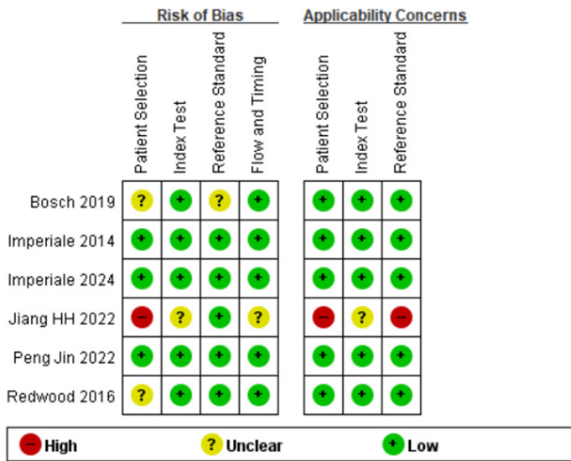 Risk of Bias Applicability Concerns
Patient Selection
Index Test
Reference Standard
Flow and Timing
Patient Selection
Index Test
Reference Standard
Bosch 2019 ? + ? + + + +
Imperiale 2014 + + + + + + +
Imperiale 2024 + + + + + + +
Jiang HH 2022 – ? + ? – ? –
Peng Jin 2022 + + + + + + +
Redwood 2016 ? + + + + + +
– High ? Unclear + Low